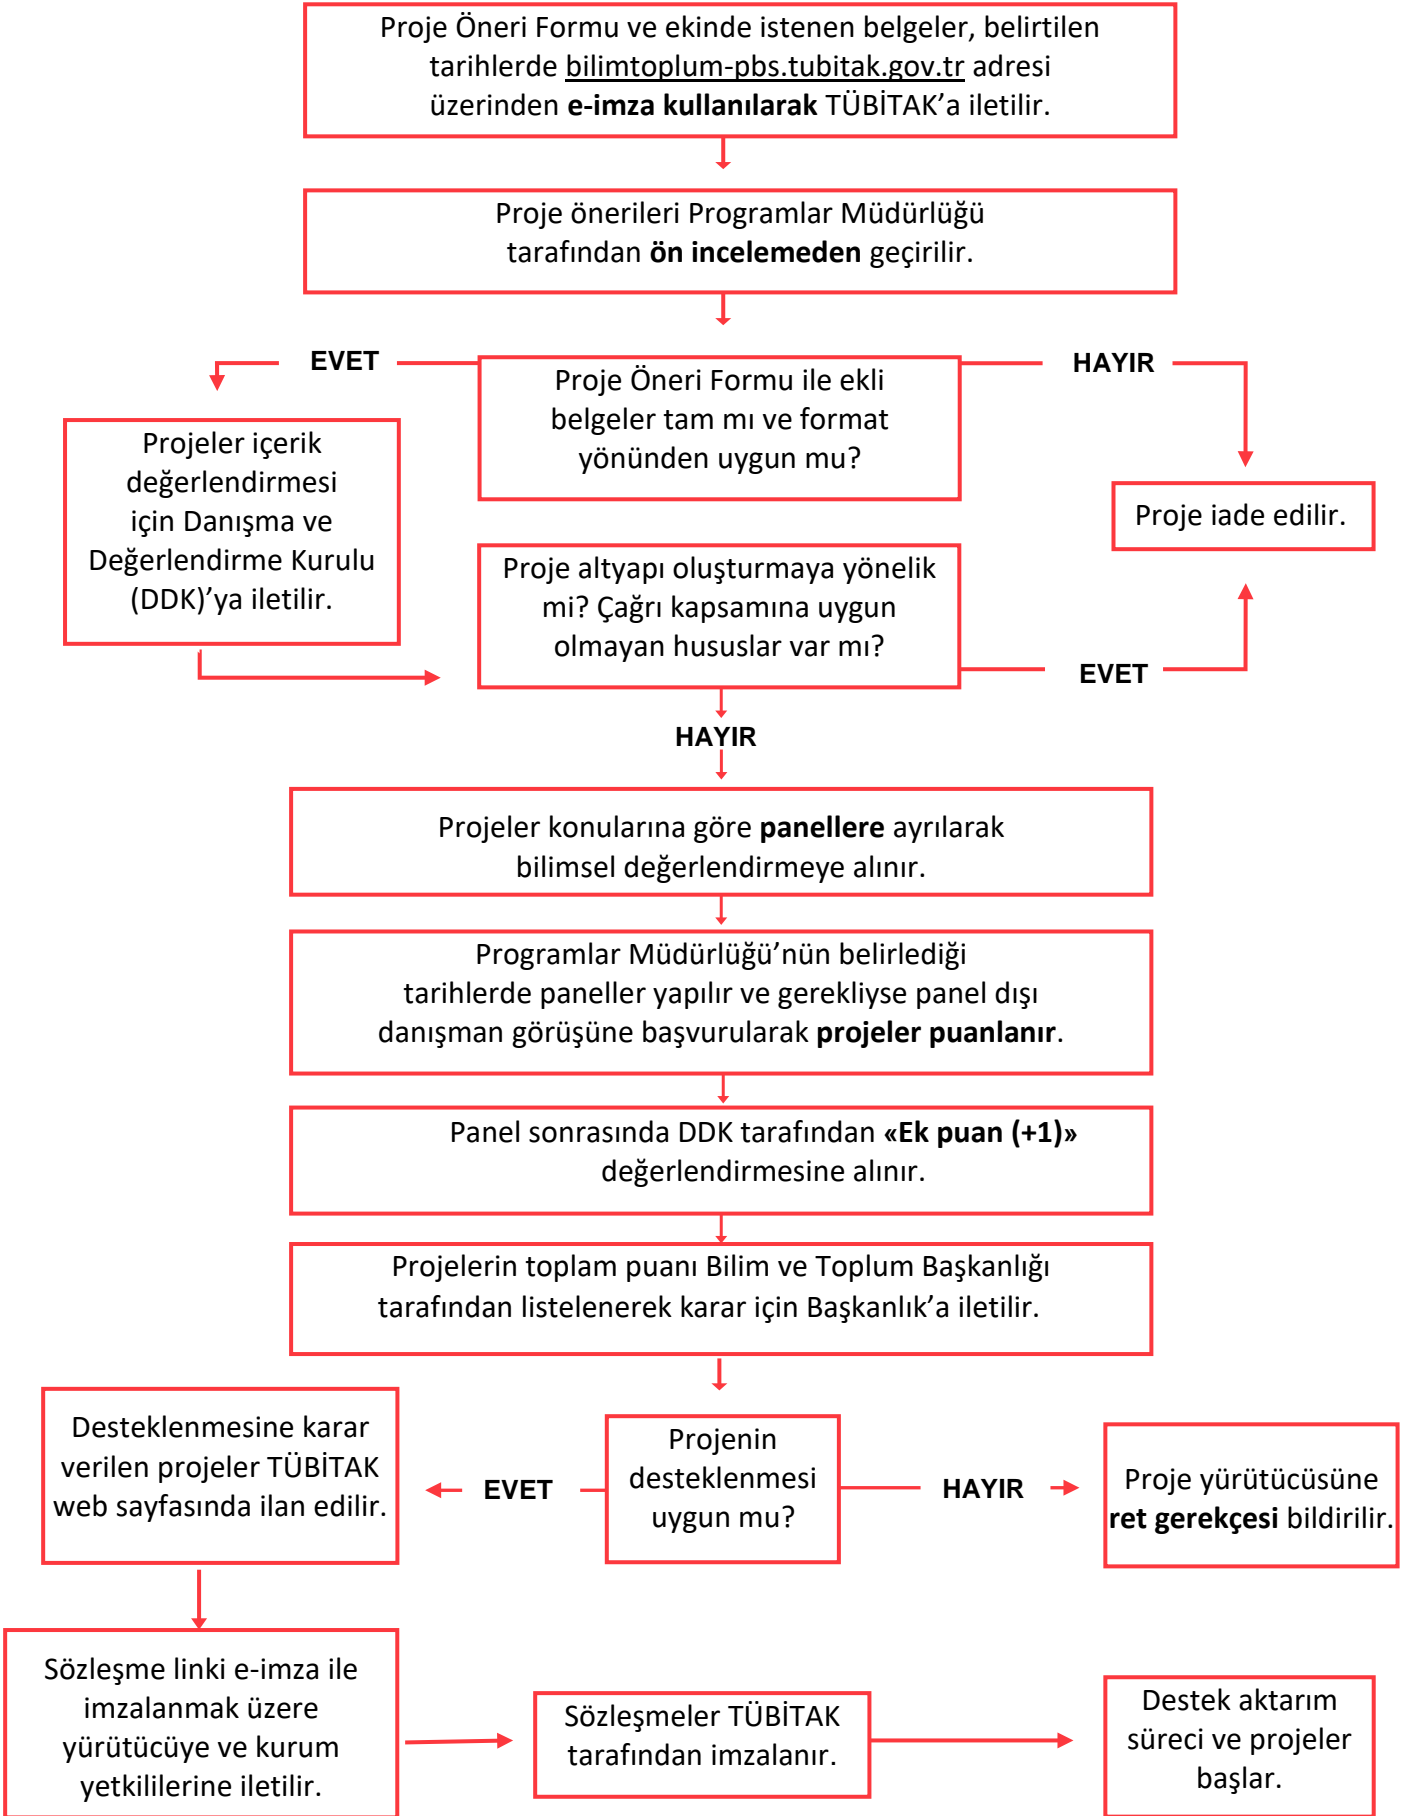 Proje Öneri Formu ve ekinde istenen belgeler, belirtilen
tarihlerde bilimtoplum-pbs.tubitak.gov.tr adresi
üzerinden e-imza kullanılarak TÜBİTAK’a iletilir.
Proje önerileri Programlar Müdürlüğü
tarafından ön incelemeden geçirilir.
EVET
Proje Öneri Formu ile ekli
belgeler tam mı ve format
yönünden uygun mu?
HAYIR
Projeler içerik
değerlendirmesi
için Danışma ve
Değerlendirme Kurulu
(DDK)’ya iletilir.
Proje iade edilir.
Proje altyapı oluşturmaya yönelik
mi? Çağrı kapsamına uygun
olmayan hususlar var mı?
EVET
HAYIR
Projeler konularına göre panellere ayrılarak
bilimsel değerlendirmeye alınır.
Programlar Müdürlüğü’nün belirlediği
tarihlerde paneller yapılır ve gerekliyse panel dışı
danışman görüşüne başvurularak projeler puanlanır.
Panel sonrasında DDK tarafından «Ek puan (+1)»
değerlendirmesine alınır.
Projelerin toplam puanı Bilim ve Toplum Başkanlığı
tarafından listelenerek karar için Başkanlık’a iletilir.
Desteklenmesine karar
verilen projeler TÜBİTAK
web sayfasında ilan edilir.
EVET
Projenin
desteklenmesi
uygun mu?
HAYIR
Proje yürütücüsüne
ret gerekçesi bildirilir.
Sözleşme linki e-imza ile
imzalanmak üzere
yürütücüye ve kurum
yetkililerine iletilir.
Sözleşmeler TÜBİTAK
tarafından imzalanır.
Destek aktarım
süreci ve projeler
başlar.